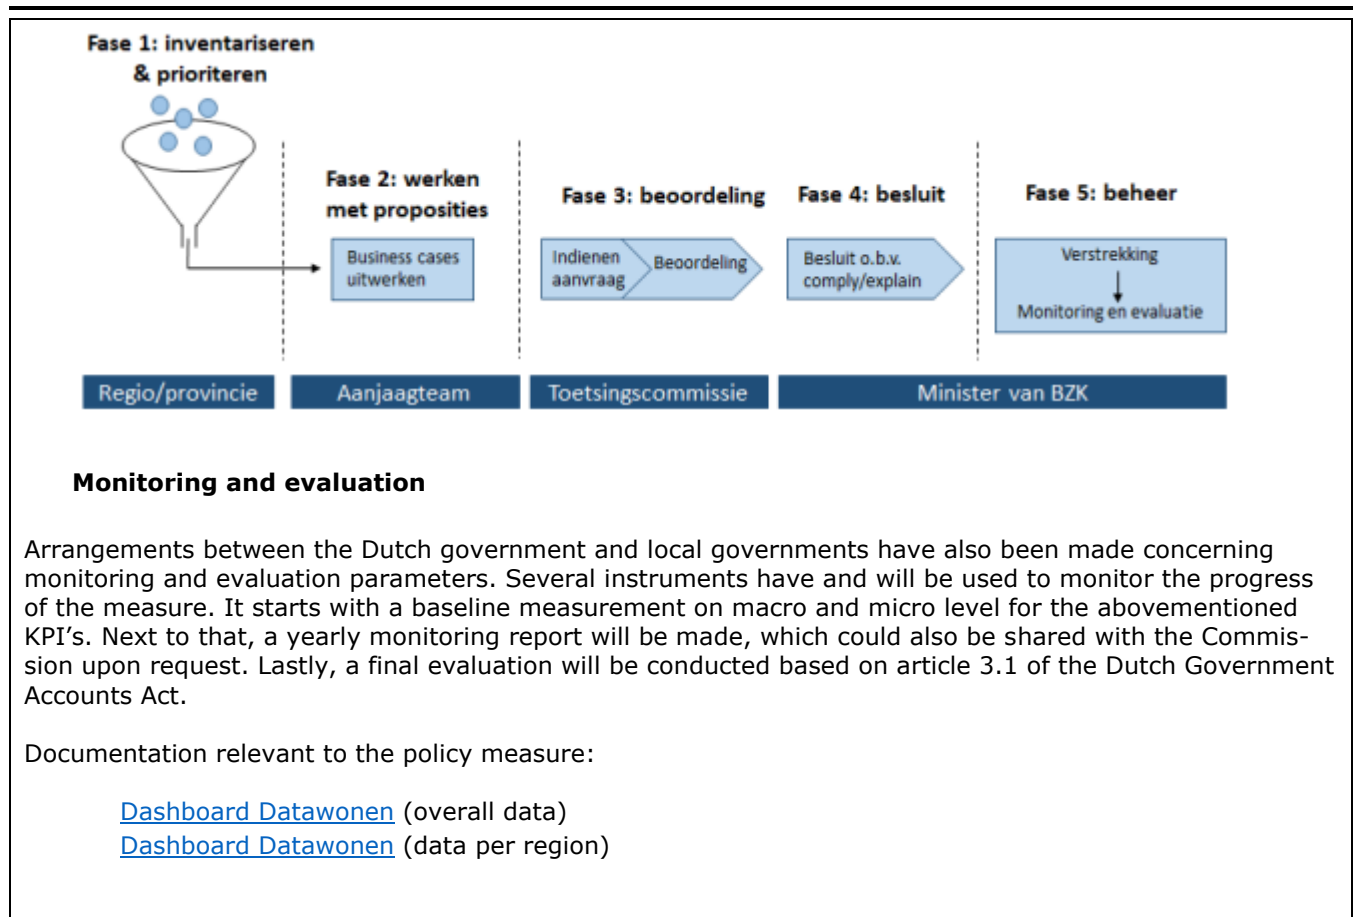 Fase 1: inventariseren
& prioriteren
Fase 2: werken
met proposities
Business cases
uitwerken
Fase 3: beoordeling
Indienen
aanvraag
Beoordeling
Fase 4: besluit
Besluit o.b.v.
comply/explain
Fase 5: beheer
Verstrekking
Monitoring en evaluatie
Regio/provincie
Aanjaagteam
Toetsingscommissie
Minister van BZK
Monitoring and evaluation
Arrangements between the Dutch government and local governments have also been made concerning
monitoring and evaluation parameters. Several instruments have and will be used to monitor the progress
of the measure. It starts with a baseline measurement on macro and micro level for the abovementioned
KPI's. Next to that, a yearly monitoring report will be made, which could also be shared with the Commis-
sion upon request. Lastly, a final evaluation will be conducted based on article 3.1 of the Dutch Government
Accounts Act.
Documentation relevant to the policy measure:
Dashboard Datawonen (overall data)
Dashboard Datawonen (data per region)